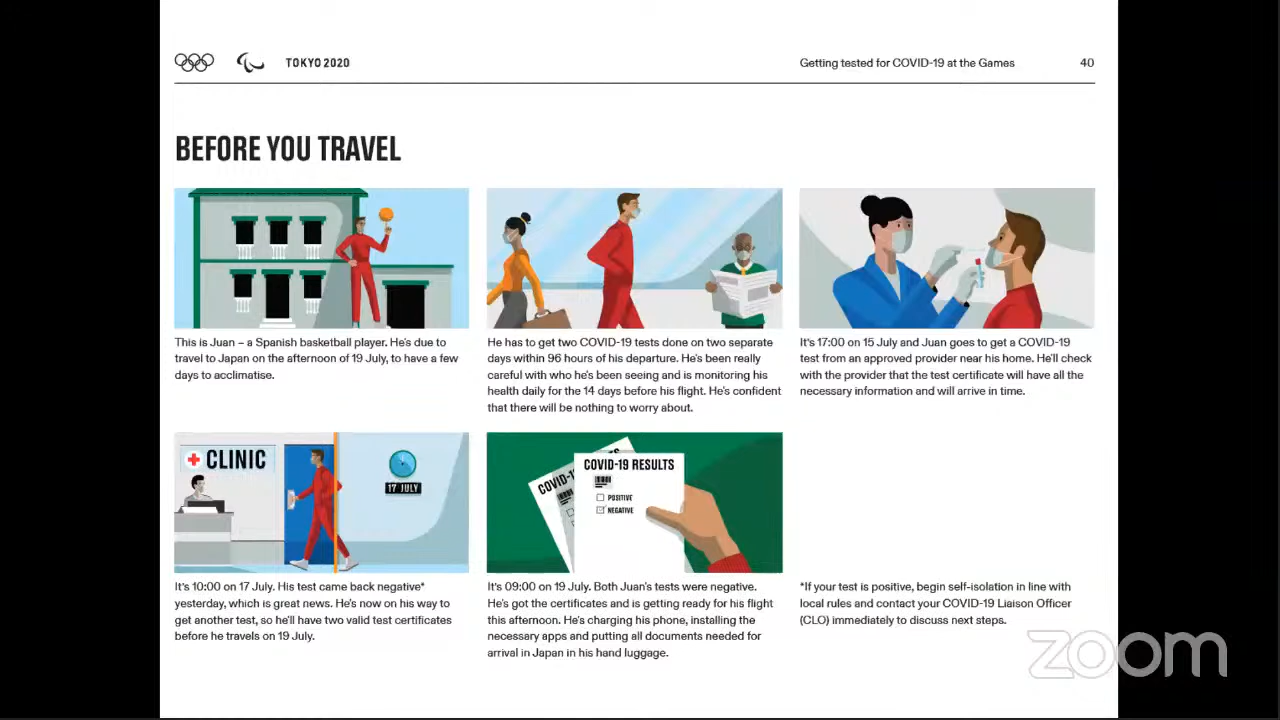 TOKYO 2020
Getting tested for COVID-19 at the Games
40
BEFORE YOU TRAVEL
This is Juan – a Spanish basketball player. He's due to
travel to Japan on the afternoon of 19 July, to have a few
days to acclimatise.
He has to get two COVID-19 tests done on two separate
days within 96 hours of his departure. He's been really
careful with who he's been seeing and is monitoring his
health daily for the 14 days before his flight. He's confident
that there will be nothing to worry about.
It's 17:00 on 15 July and Juan goes to get a COVID-19
test from an approved provider near his home. He'll check
with the provider that the test certificate will have all the
necessary information and will arrive in time.
CLINIC
17 JULY
It's 10:00 on 17 July. His test came back negative*
yesterday, which is great news. He's now on his way to
get another test, so he'll have two valid test certificates
before he travels on 19 July.
COVID-19 RESULTS
POSITIVE
NEGATIVE
It's 09:00 on 19 July. Both Juan's tests were negative.
He's got the certificates and is getting ready for his flight
this afternoon. He's charging his phone, installing the
necessary apps and putting all documents needed for
arrival in Japan in his hand luggage.
*If your test is positive, begin self-isolation in line with
local rules and contact your COVID-19 Liaison Officer
(CLO) immediately to discuss next steps.
zoom